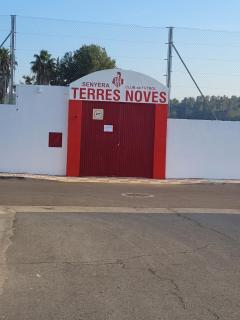 SENYERA CLUB DE FUTBOL
TERRES NOVES